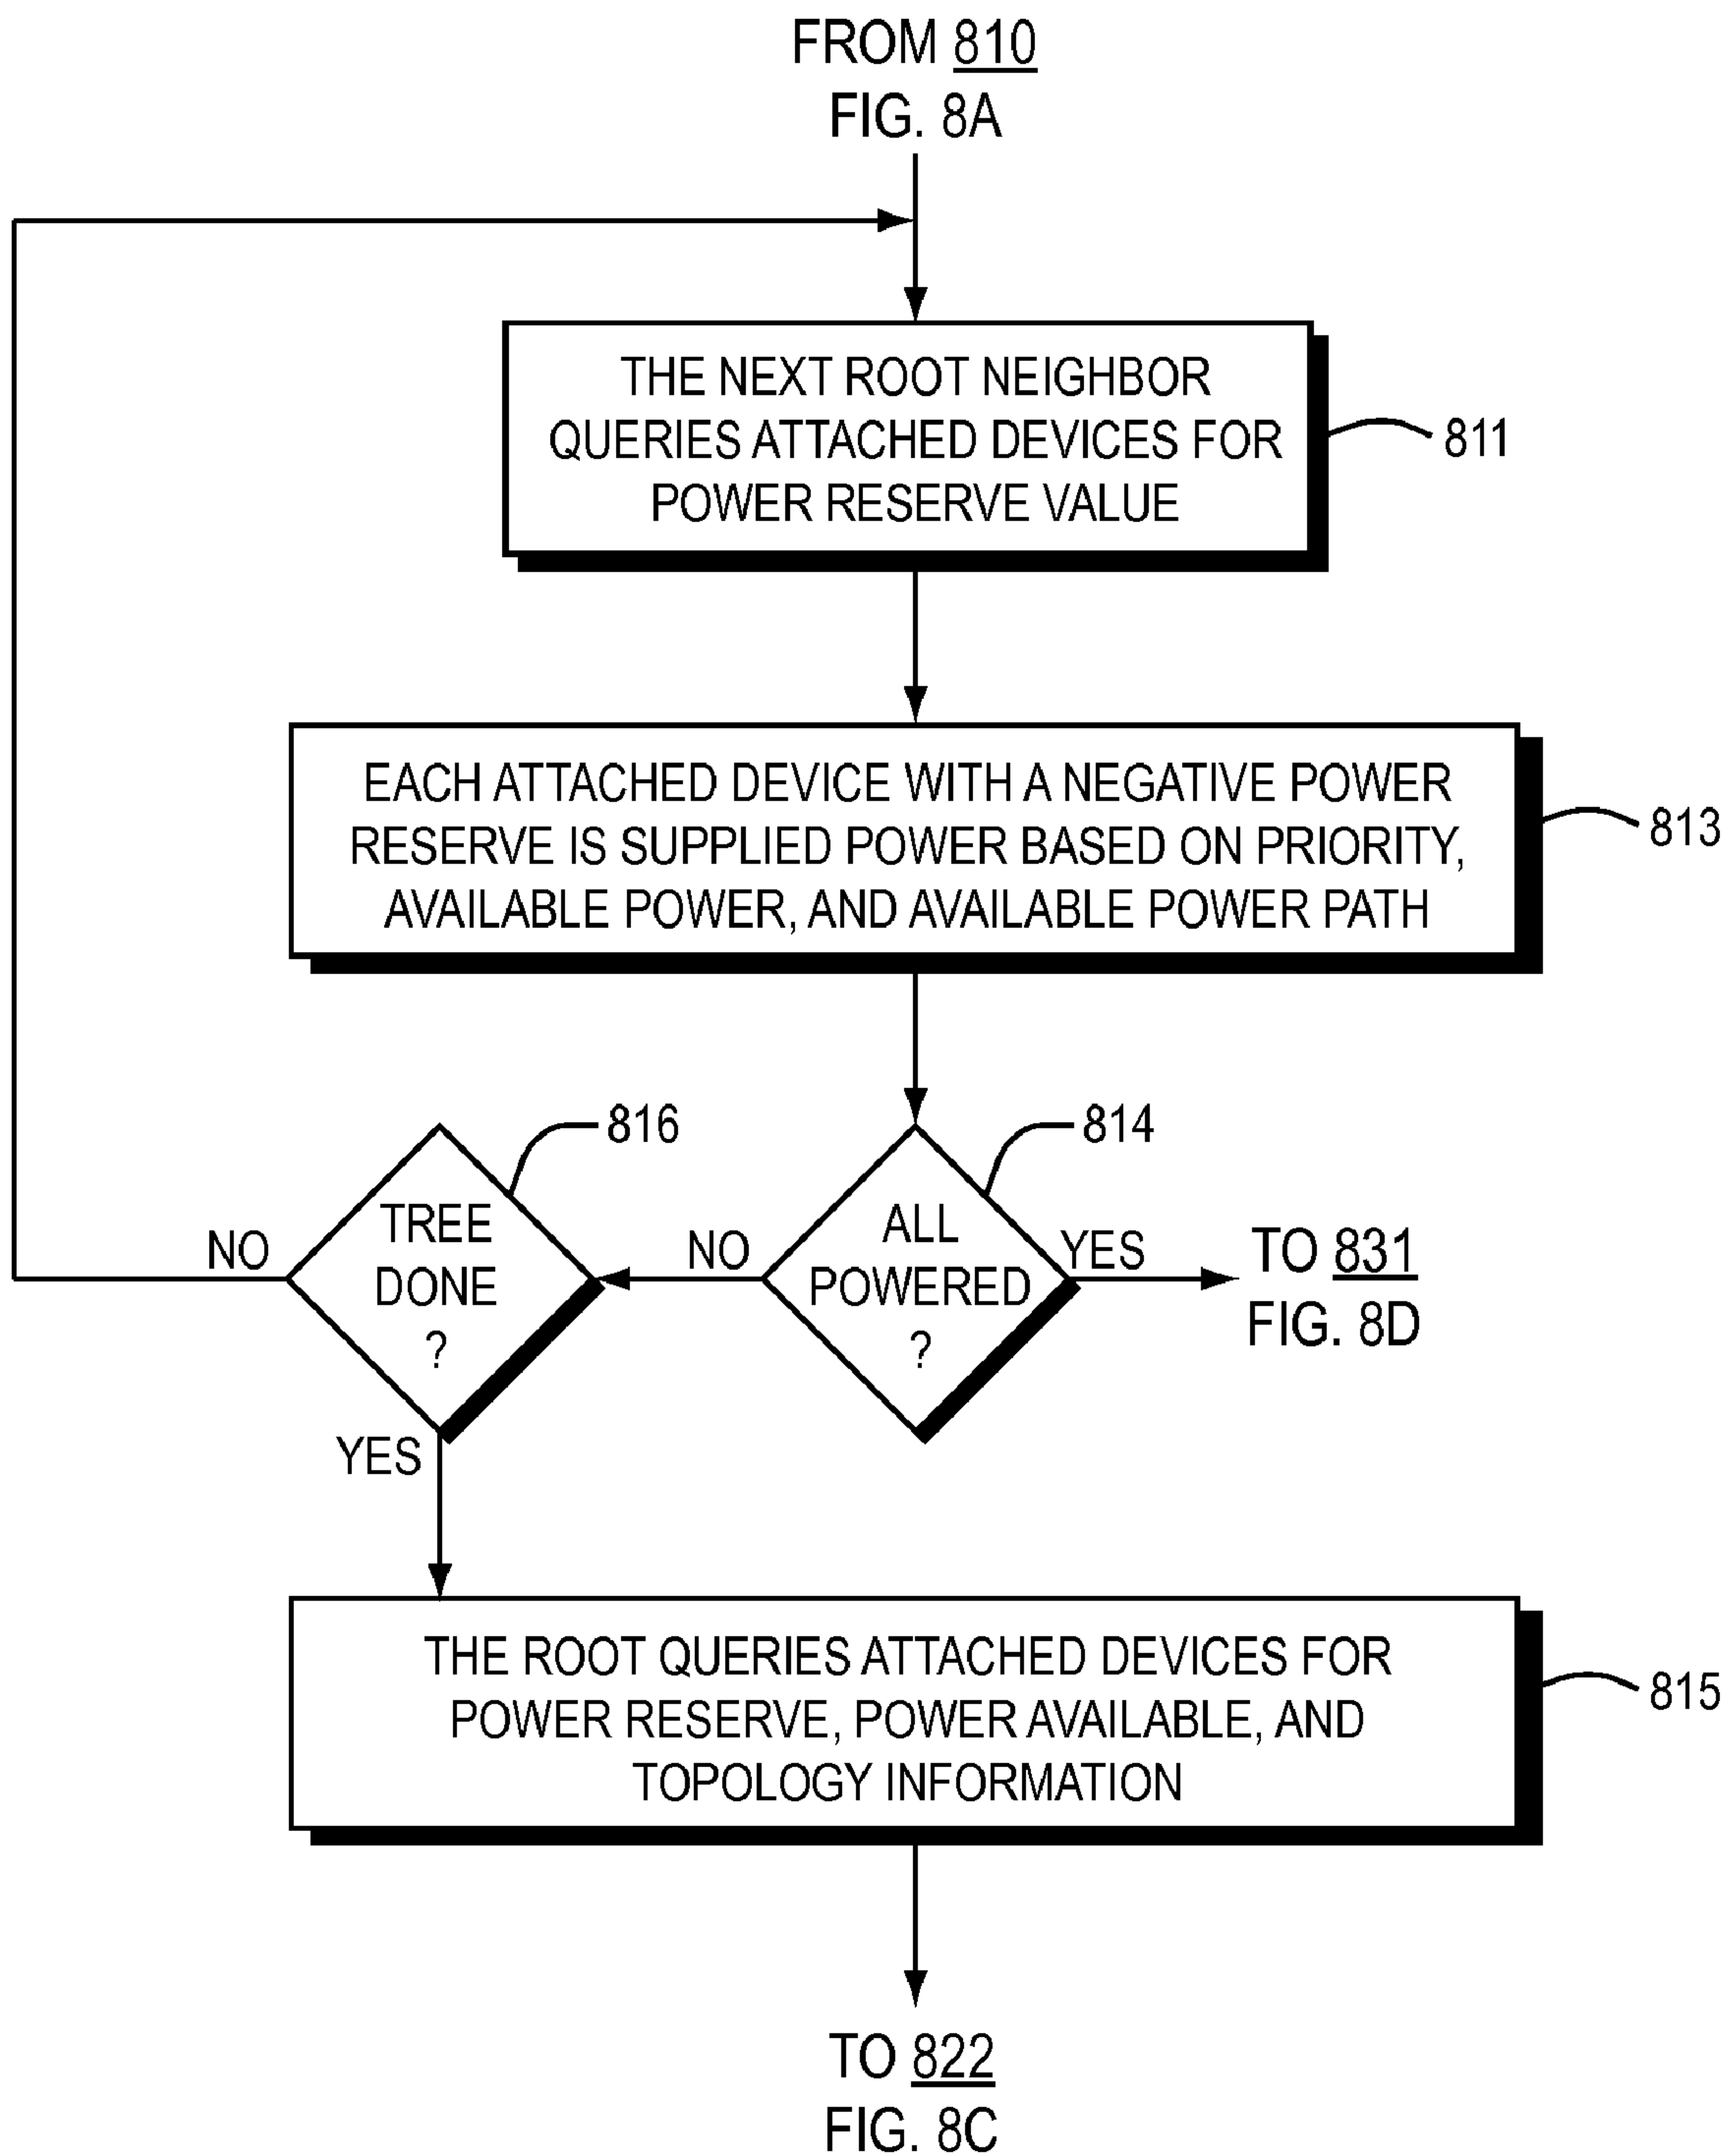 FROM 810
FIG. 8A
THE NEXT ROOT NEIGHBOR
QUERIES ATTACHED DEVICES FOR
POWER RESERVE VALUE
811
EACH ATTACHED DEVICE WITH A NEGATIVE POWER
RESERVE IS SUPPLIED POWER BASED ON PRIORITY,
AVAILABLE POWER, AND AVAILABLE POWER PATH
813
816
814
TREE
DONE
?
NO
YES
ALL
POWERED
?
NO
YES
TO 831
FIG. 8D
THE ROOT QUERIES ATTACHED DEVICES FOR
POWER RESERVE, POWER AVAILABLE, AND
TOPOLOGY INFORMATION
815
TO 822
FIG. 8C